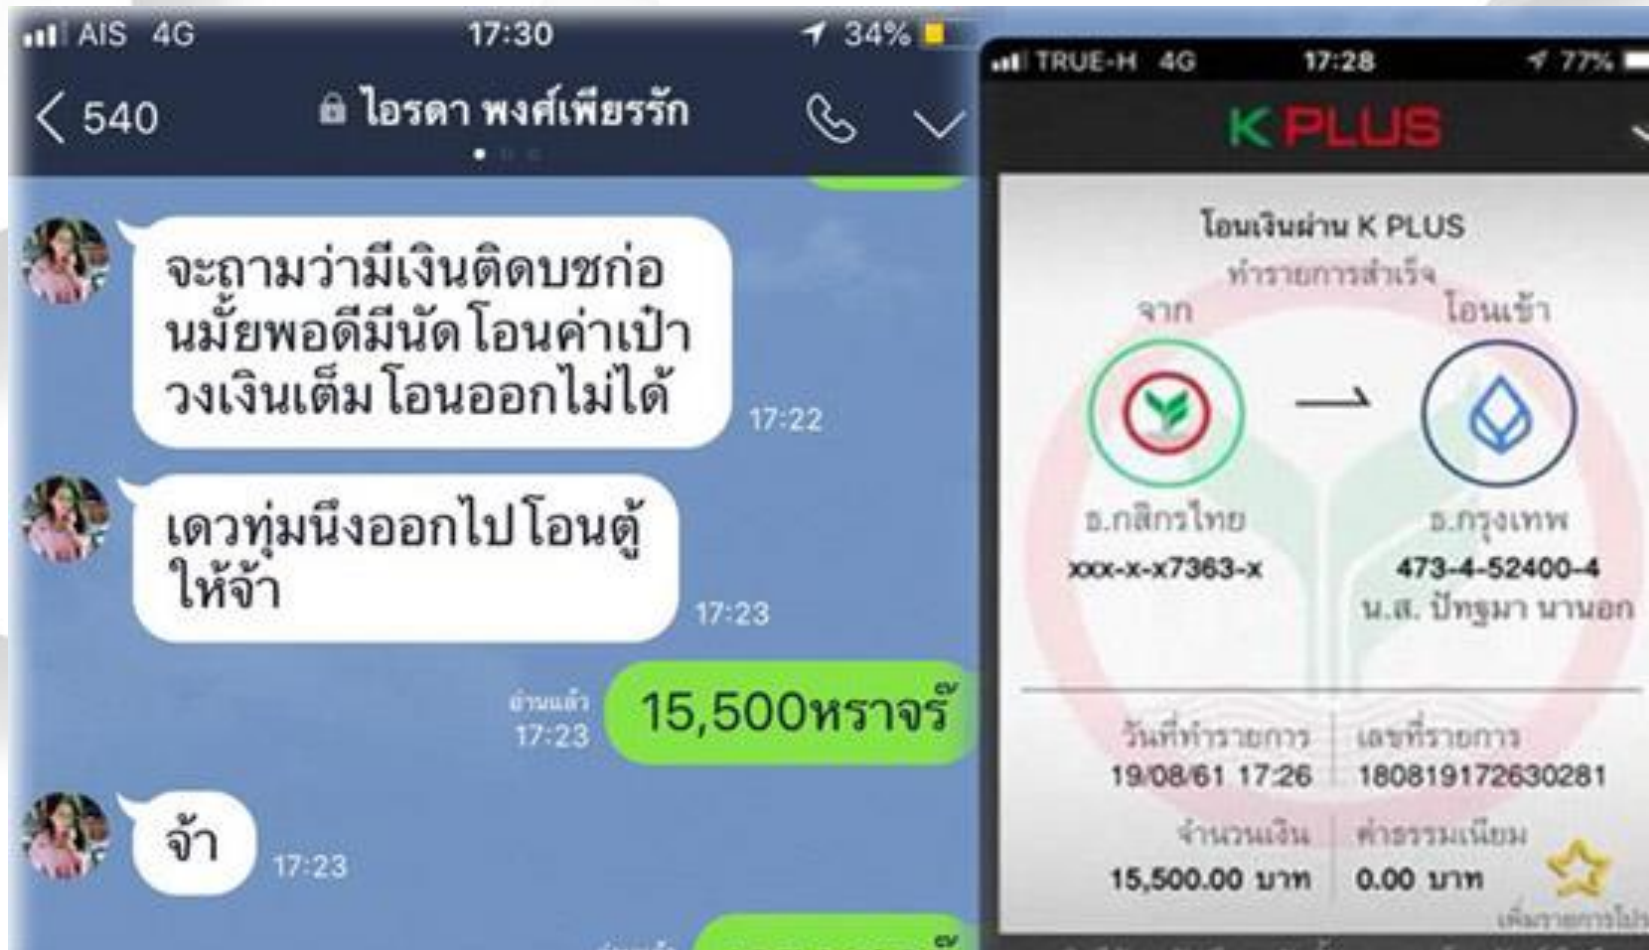 AIS 4G 17:30 34%
540 ไอรดา พงศ์เพียรรัก
จะถามว่ามีเงินติดบชก่อ
นมั้ยพอดีมีนัด โอนค่าเป๋า
วงเงินเต็ม โอนออกไม่ได้
17:22
เดวทุ่มนึงออกไป โอนตู้
ให้จ้า
17:23
อ่านแล้ว
17:23
15,500หราจร๊
จ้า
17:23
TRUE-H 4G 17:28 77%
K PLUS
โอนเงินผ่าน K PLUS
ทำรายการสำเร็จ
จาก โอนเข้า
ธ.กสิกรไทย ธ.กรุงเทพ
xxx-x-x7363-x 473-4-52400-4
น.ส. ปัทฐมา นานอก
วันที่ทำรายการ เลขที่รายการ
19/08/61 17:26 180819172630281
จำนวนเงิน ค่าธรรมเนียม
15,500.00 บาท 0.00 บาท